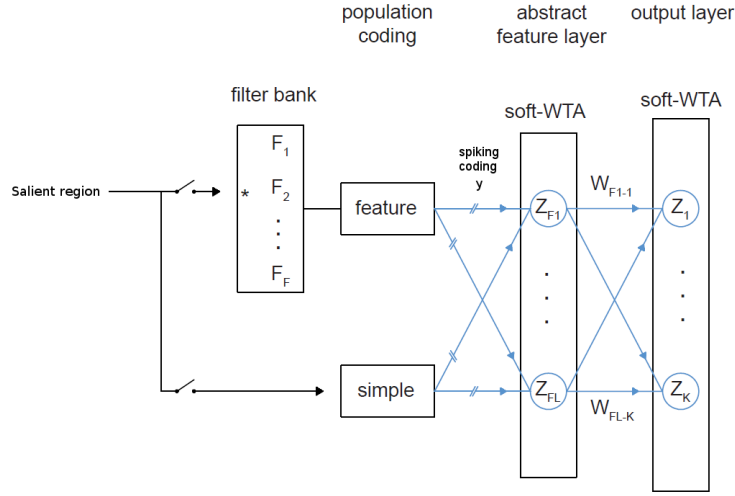 population
coding
abstract
feature layer
output layer
filter bank
soft-WTA
soft-WTA
F1
spiking
coding
y
Salient region
*
F2
feature
ZF1
WF1-1
Z1
FF
simple
ZFL
WFL-K
ZK